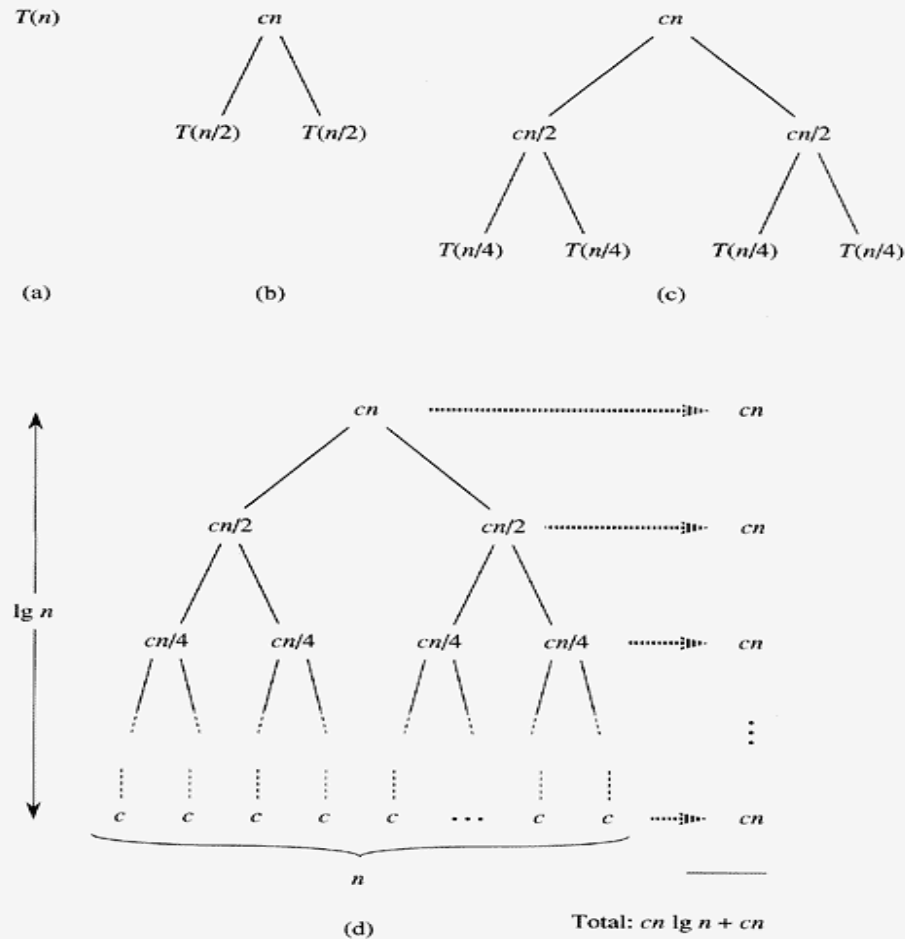 T(n) cn cn
T(n/2) T(n/2) cn/2 cn/2
T(n/4) T(n/4) T(n/4) T(n/4)
(a) (b) (c)
cn cn
cn/2 cn/2 cn
lg n
cn/4 cn/4 cn/4 cn/4 cn
c c c c c ... c c cn
n
(d)
Total: cn lg n + cn